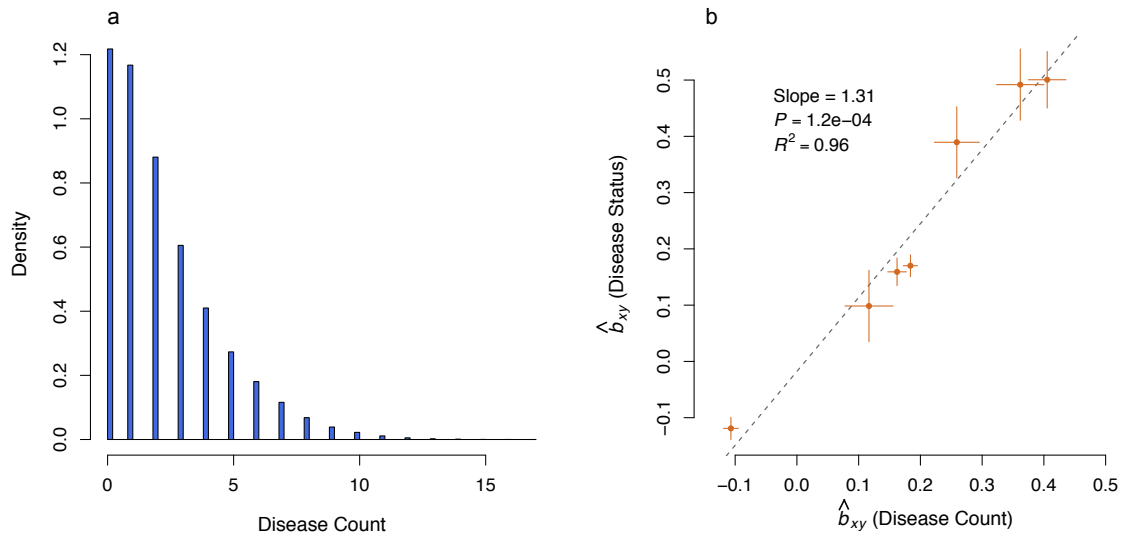 a
1.2
1.0
0.8
0.6
0.4
0.2
0.0
Density
0
5
10
15
Disease Count
b
Slope = 1.31
P = 1.2e−04
R² = 0.96
0.5
0.4
0.3
0.2
0.1
0.0
−0.1
b̂xy (Disease Status)
−0.1
0.0
0.1
0.2
0.3
0.4
0.5
b̂xy (Disease Count)